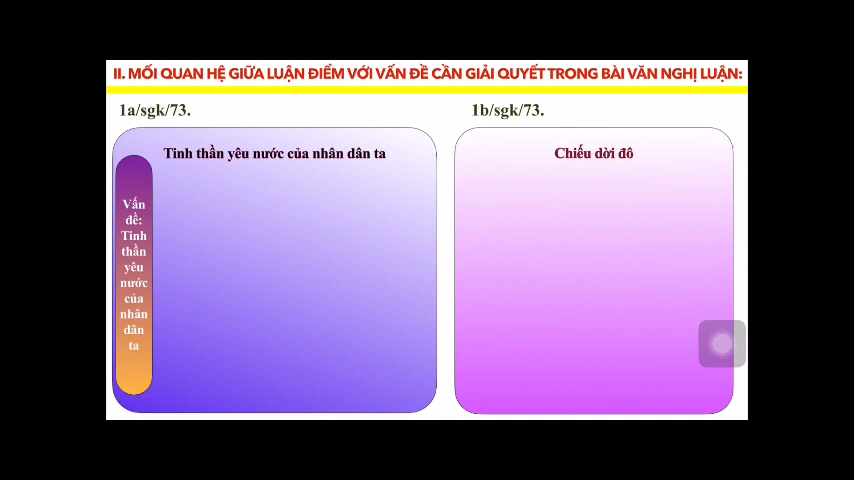 II. MỐI QUAN HỆ GIỮA LUẬN ĐIỂM VỚI VẤN ĐỀ CẦN GIẢI QUYẾT TRONG BÀI VĂN NGHỊ LUẬN:
1a/sgk/73.
Tinh thần yêu nước của nhân dân ta
Vấn
đề:
Tinh
thần
yêu
nước
của
nhân
dân
ta
1b/sgk/73.
Chiếu dời đô